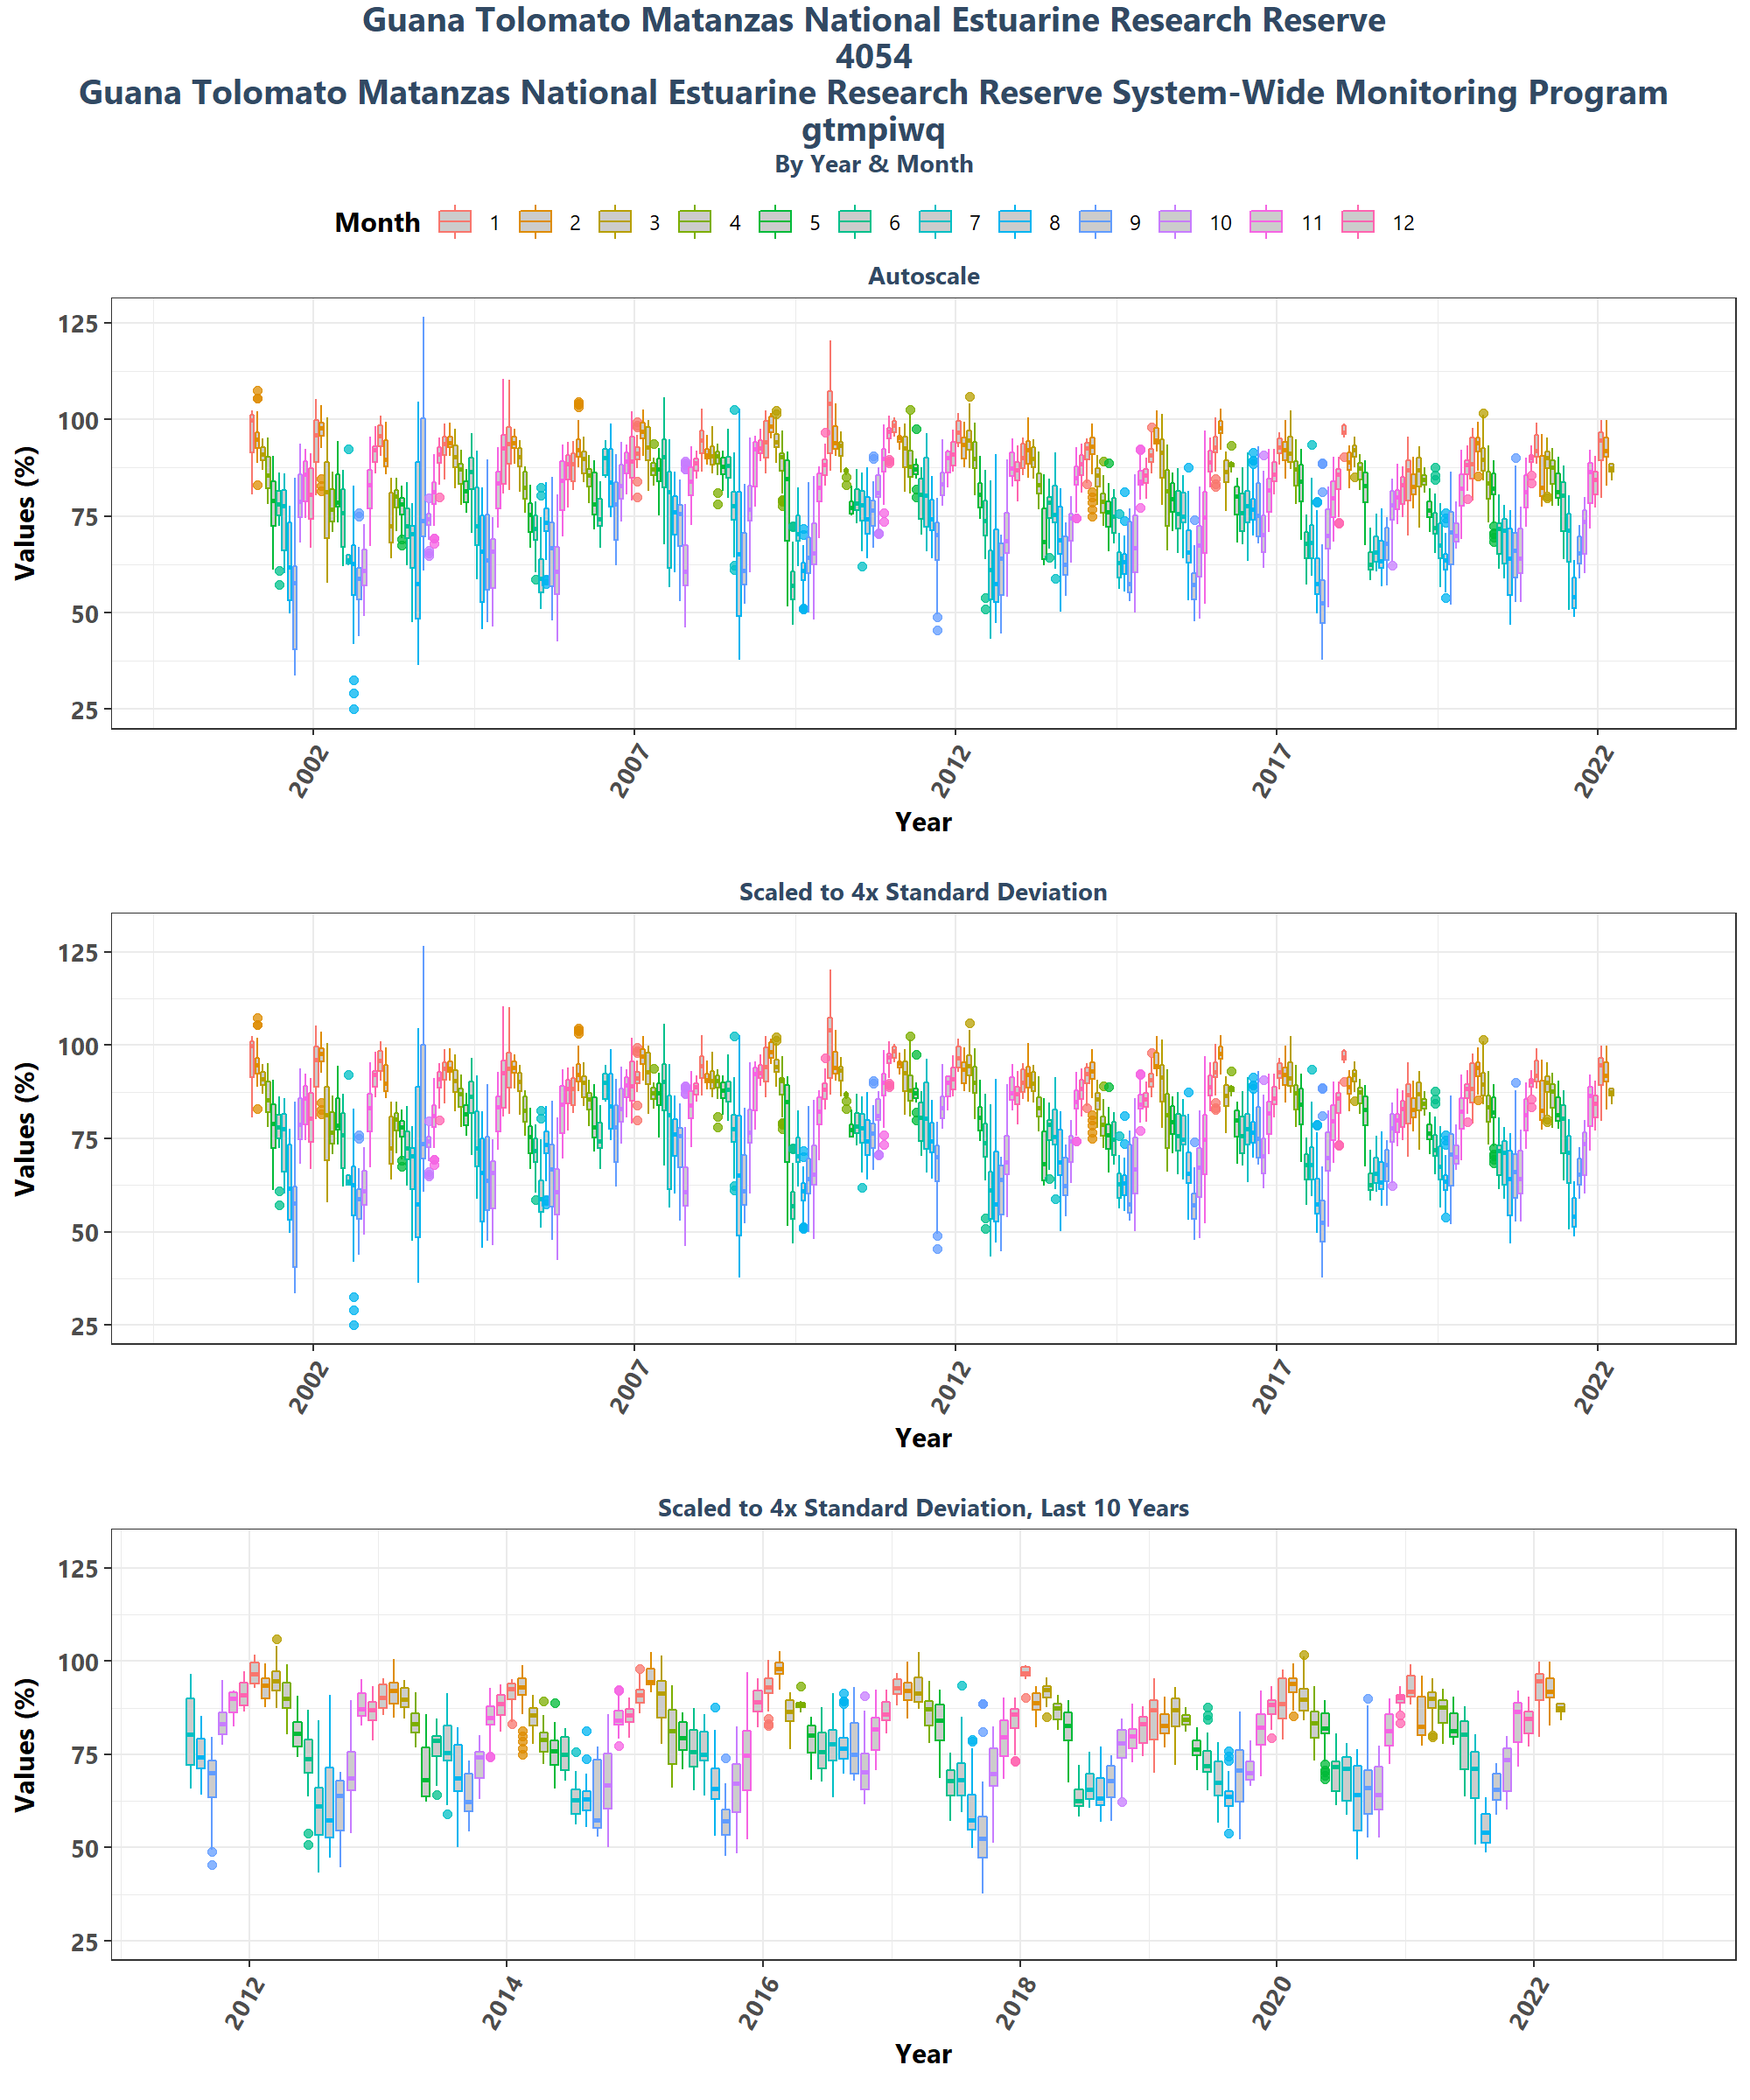 Guana Tolomato Matanzas National Estuarine Research Reserve
4054
Guana Tolomato Matanzas National Estuarine Research Reserve System-Wide Monitoring Program
gtmpiwq
By Year & Month
Month 1 2 3 4 5 6 7 8 9 10 11 12
Autoscale
Values (%)
125
100
75
50
25
2002 2007 2012 2017 2022
Year
Scaled to 4x Standard Deviation
Values (%)
125
100
75
50
25
2002 2007 2012 2017 2022
Year
Scaled to 4x Standard Deviation, Last 10 Years
Values (%)
125
100
75
50
25
2012 2014 2016 2018 2020 2022
Year